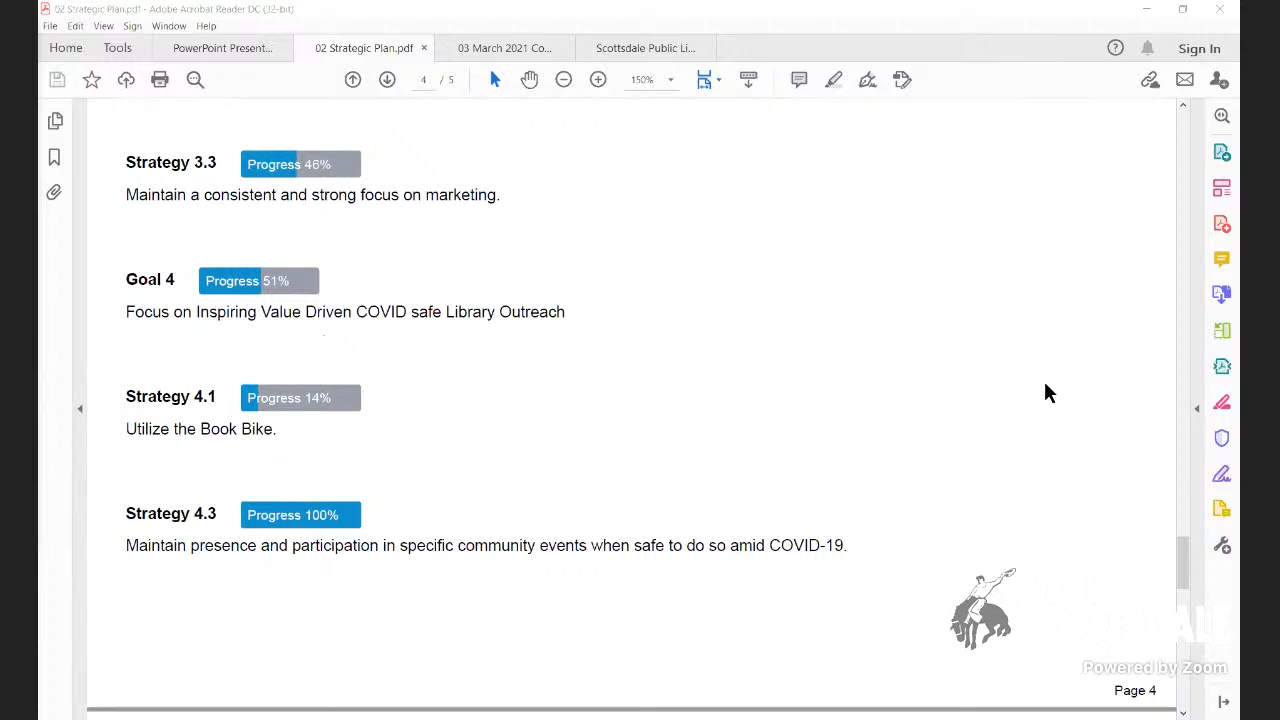 02 Strategic Plan.pdf - Adobe Acrobat Reader DC (32-bit)
File Edit View Sign Window Help
Home Tools PowerPoint Present... 02 Strategic Plan.pdf × 03 March 2021 Co... Scottsdale Public Li... Sign In
4 / 5 150%
Strategy 3.3 Progress 46%
Maintain a consistent and strong focus on marketing.
Goal 4 Progress 51%
Focus on Inspiring Value Driven COVID safe Library Outreach
Strategy 4.1 Progress 14%
Utilize the Book Bike.
Strategy 4.3 Progress 100%
Maintain presence and participation in specific community events when safe to do so amid COVID-19.
Powered by Zoom
Page 4